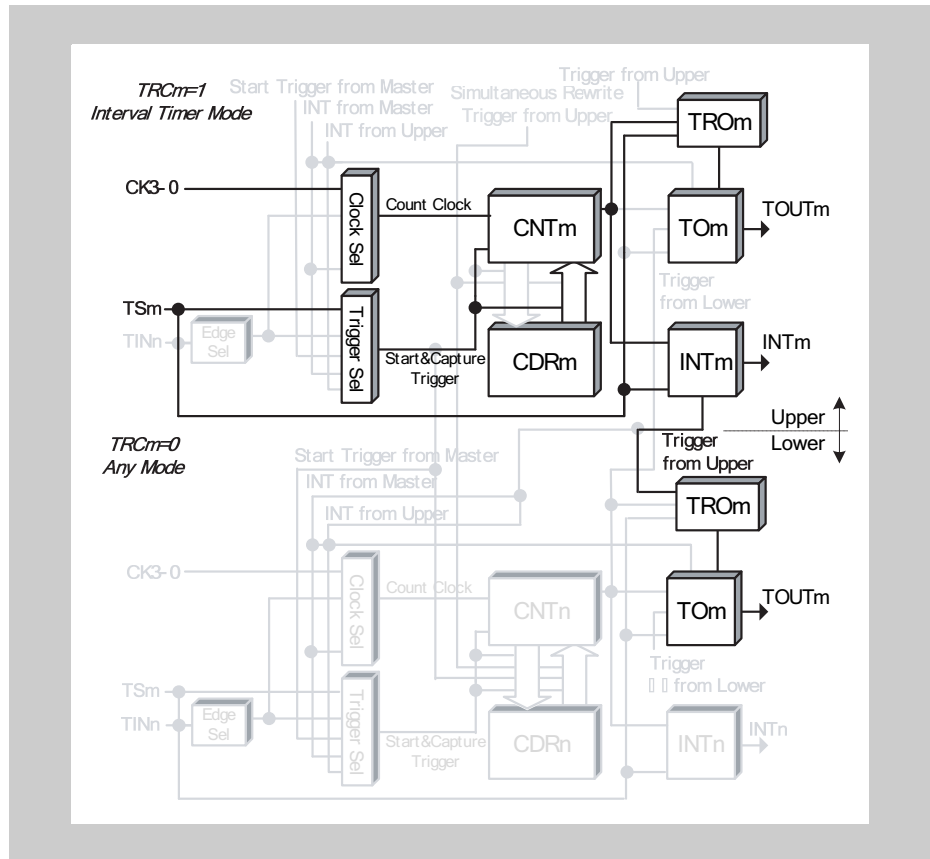 TRCm=1
Interval Timer Mode
Start Trigger from Master
INT from Master
INT from Upper
Simultaneous Rewrite
Trigger from Upper
Trigger from Upper
TROm
CK3-0
Clock Sel
Count Clock
CNTm
TOm
TOUTm
Trigger
from Lower
TSm
TINn
Edge
Sel
Trigger Sel
Start&Capture
Trigger
CDRm
INTm
INTm
Upper
Lower
TRCm=0
Any Mode
Trigger
from Upper
Start Trigger from Master
INT from Master
INT from Upper
TROm
CK3-0
Clock Sel
Count Clock
CNTn
TOm
TOUTm
Trigger
from Lower
TSm
TINn
Edge
Sel
Trigger Sel
Start&Capture
Trigger
CDRn
INTn
INTn